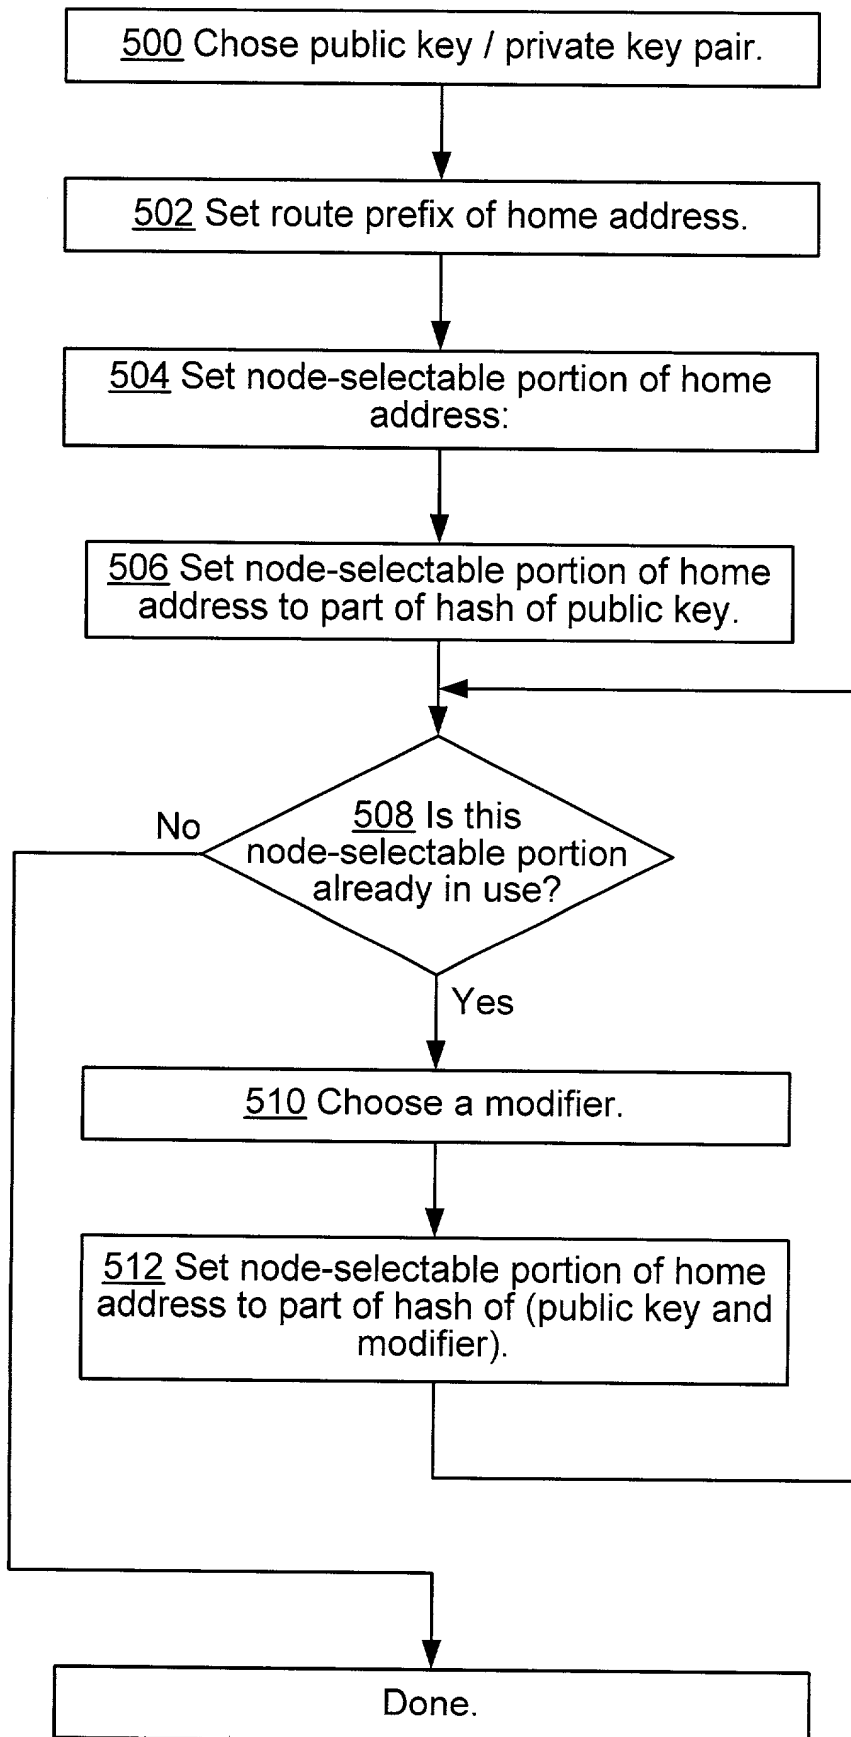 500 Chose public key / private key pair.
502 Set route prefix of home address.
504 Set node-selectable portion of home
address:
506 Set node-selectable portion of home
address to part of hash of public key.
508 Is this
node-selectable portion
already in use?
No
Yes
510 Choose a modifier.
512 Set node-selectable portion of home
address to part of hash of (public key and
modifier).
Done.